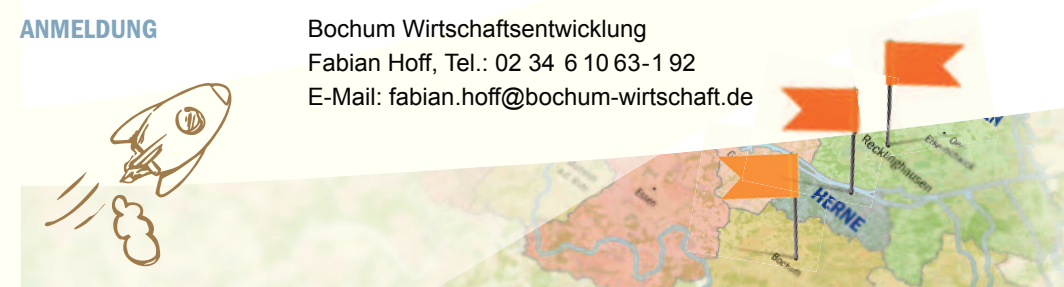 ANMELDUNG
Bochum Wirtschaftsentwicklung
Fabian Hoff, Tel.: 02 34 6 10 63-1 92
E-Mail: fabian.hoff@bochum-wirtschaft.de
Recklinghausen
HERNE
Essen
Bochum